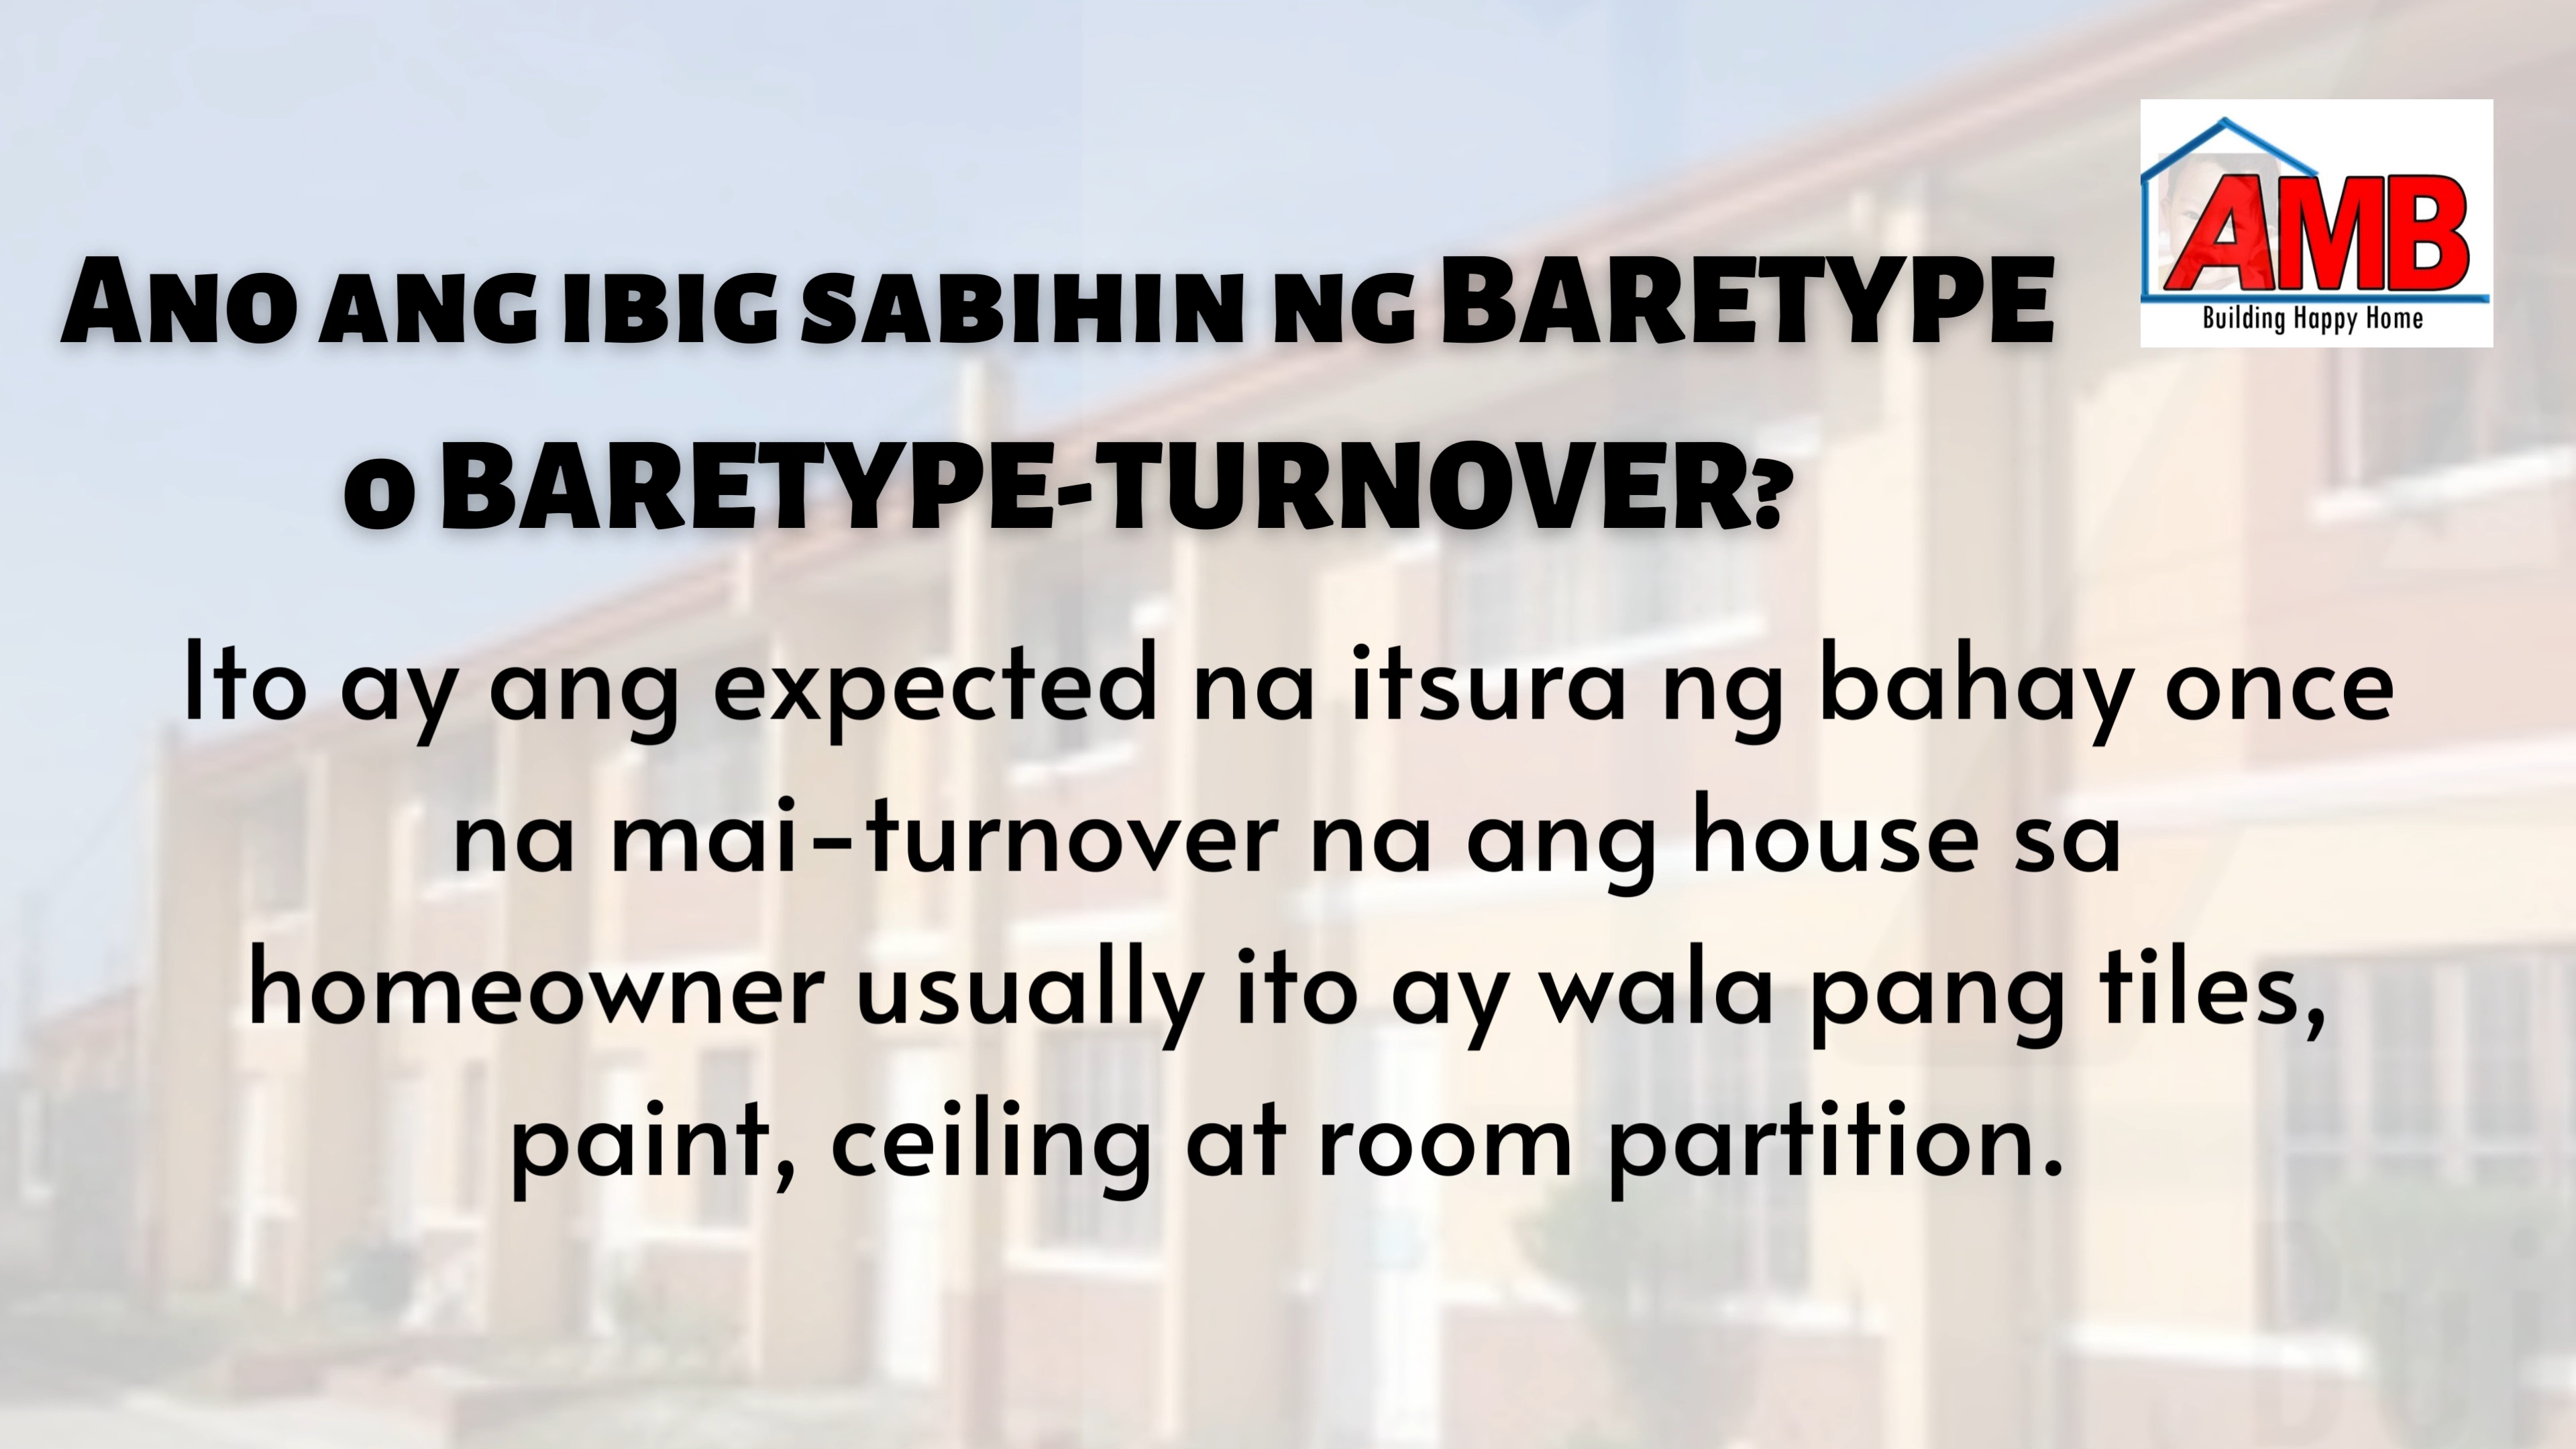 Ano ang ibig sabihin ng BARETYPE
o BARETYPE-TURNOVER?
AMB
Building Happy Home
Ito ay ang expected na itsura ng bahay once
na mai-turnover na ang house sa
homeowner usually ito ay wala pang tiles,
paint, ceiling at room partition.